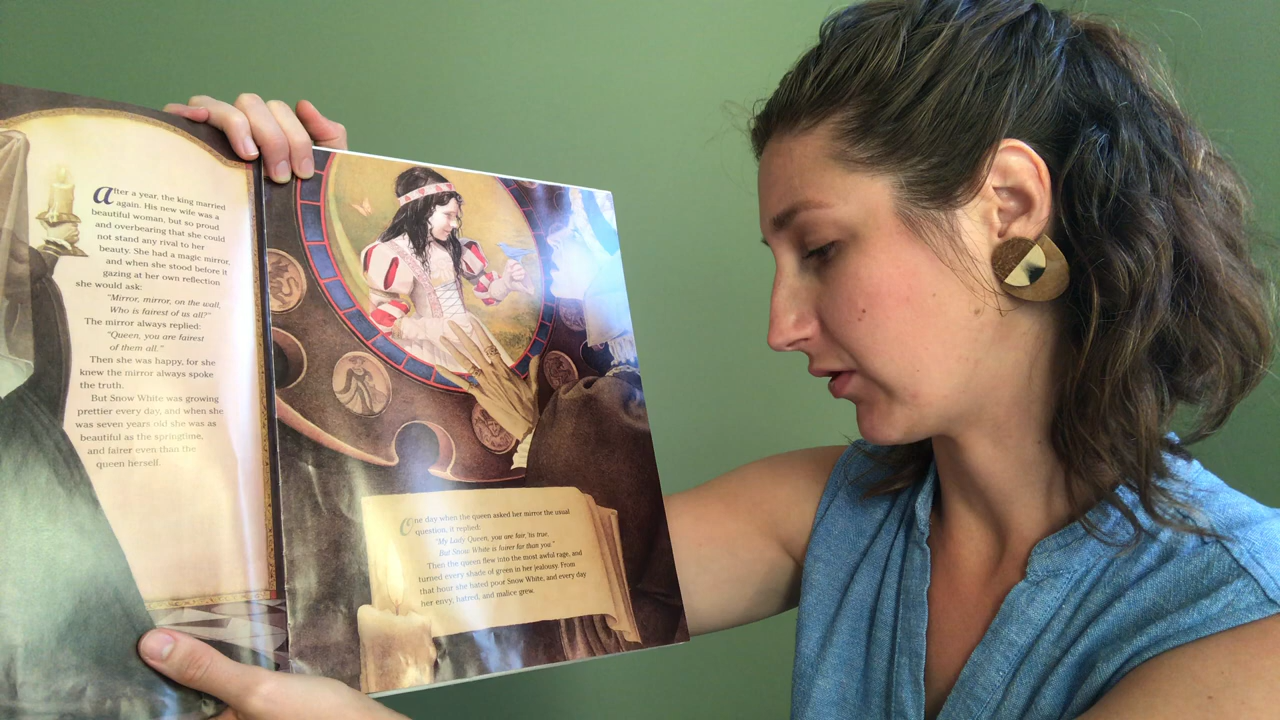 After a year, the king married
again. His new wife was a
beautiful woman, but so proud
and overbearing that she could
not stand any rival to her
beauty. She had a magic mirror,
and when she stood before it
gazing at her own reflection
she would ask:
"Mirror, mirror, on the wall,
Who is fairest of us all?"
The mirror always replied:
"Queen, you are fairest
of them all."
Then she was happy, for she
knew the mirror always spoke
the truth.
But Snow White was growing
prettier every day, and when she
was seven years old she was as
beautiful as the springtime,
and fairer even than the
queen herself.
One day when the queen asked her mirror the usual
question, it replied:
"My Lady Queen, you are fair, 'tis true,
But Snow White is fairer far than you."
Then the queen flew into the most awful rage, and
turned every shade of green in her jealousy. From
that hour she hated poor Snow White, and every day
her envy, hatred, and malice grew.